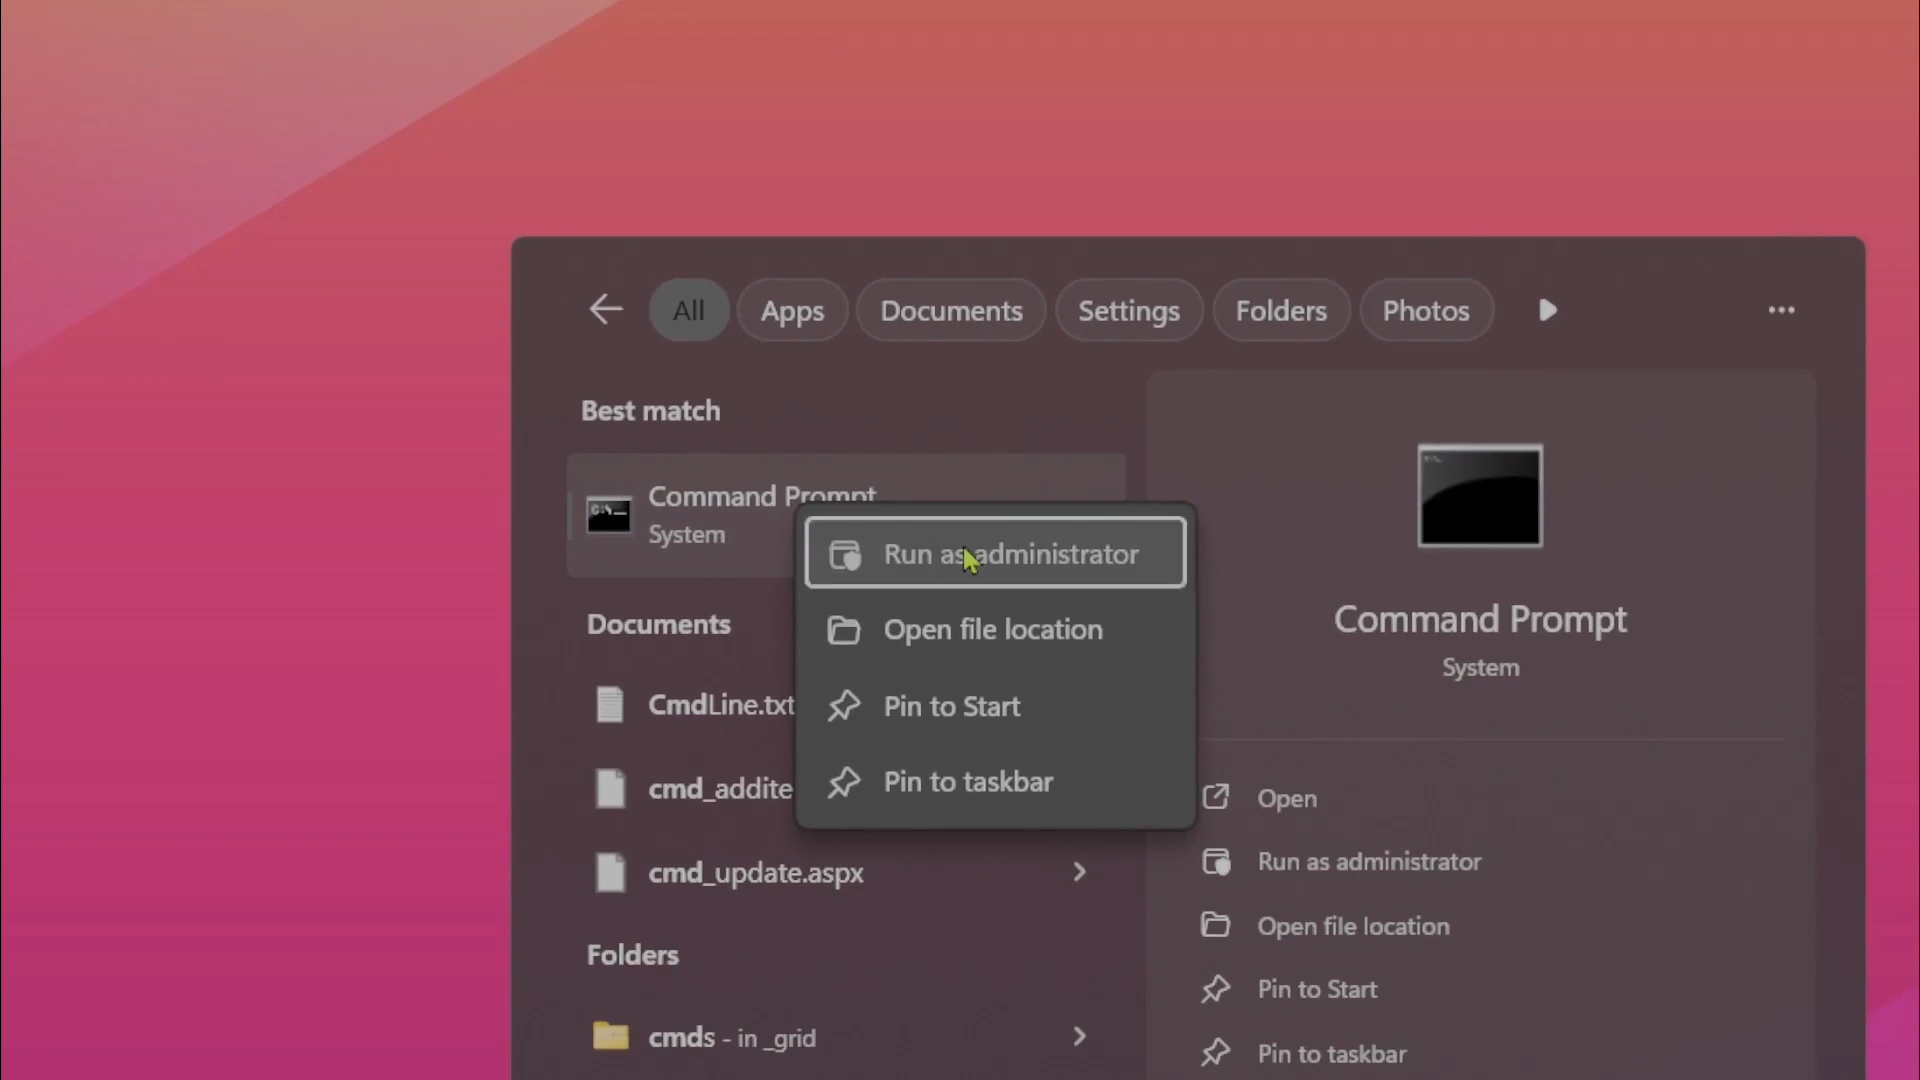 All
Apps
Documents
Settings
Folders
Photos
Best match
Command Prompt
System
Run as administrator
Open file location
Pin to Start
Pin to taskbar
Documents
CmdLine.txt
cmd_addite
cmd_update.aspx
Folders
cmds - in _grid
Command Prompt
System
Open
Run as administrator
Open file location
Pin to Start
Pin to taskbar